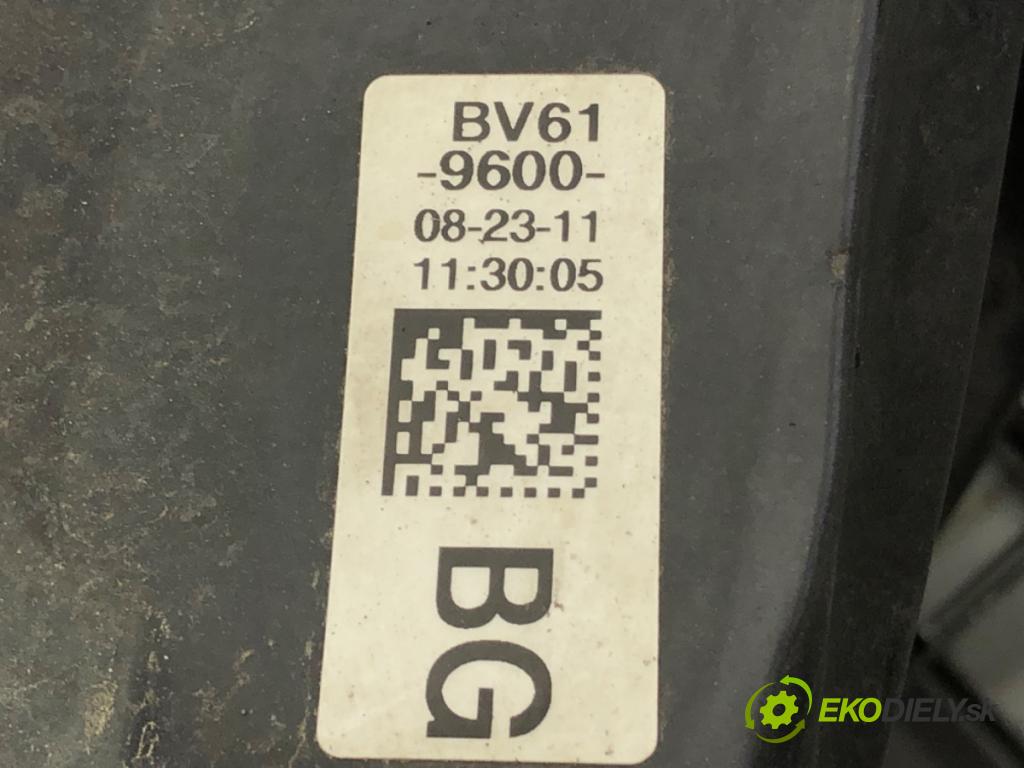 BV61
-9600-
08-23-11
11:30:05
BG
EKODIELY.sk